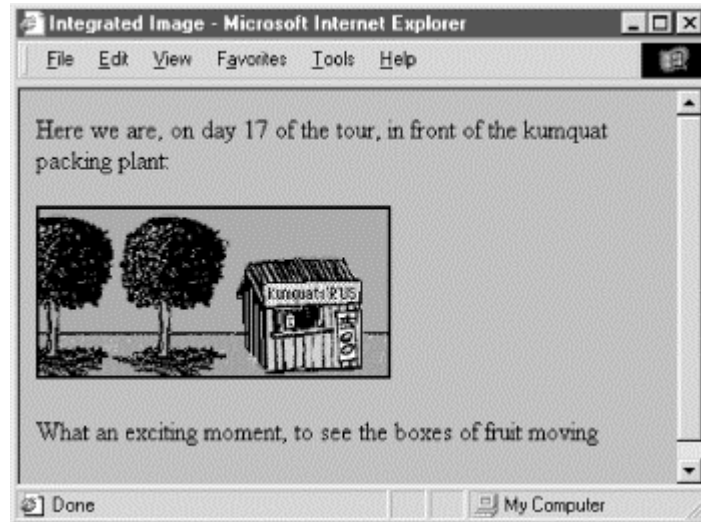 Integrated Image - Microsoft Internet Explorer
File Edit View Favorites Tools Help
Here we are, on day 17 of the tour, in front of the kumquat
packing plant:
Kumquats R US
What an exciting moment, to see the boxes of fruit moving
Done My Computer